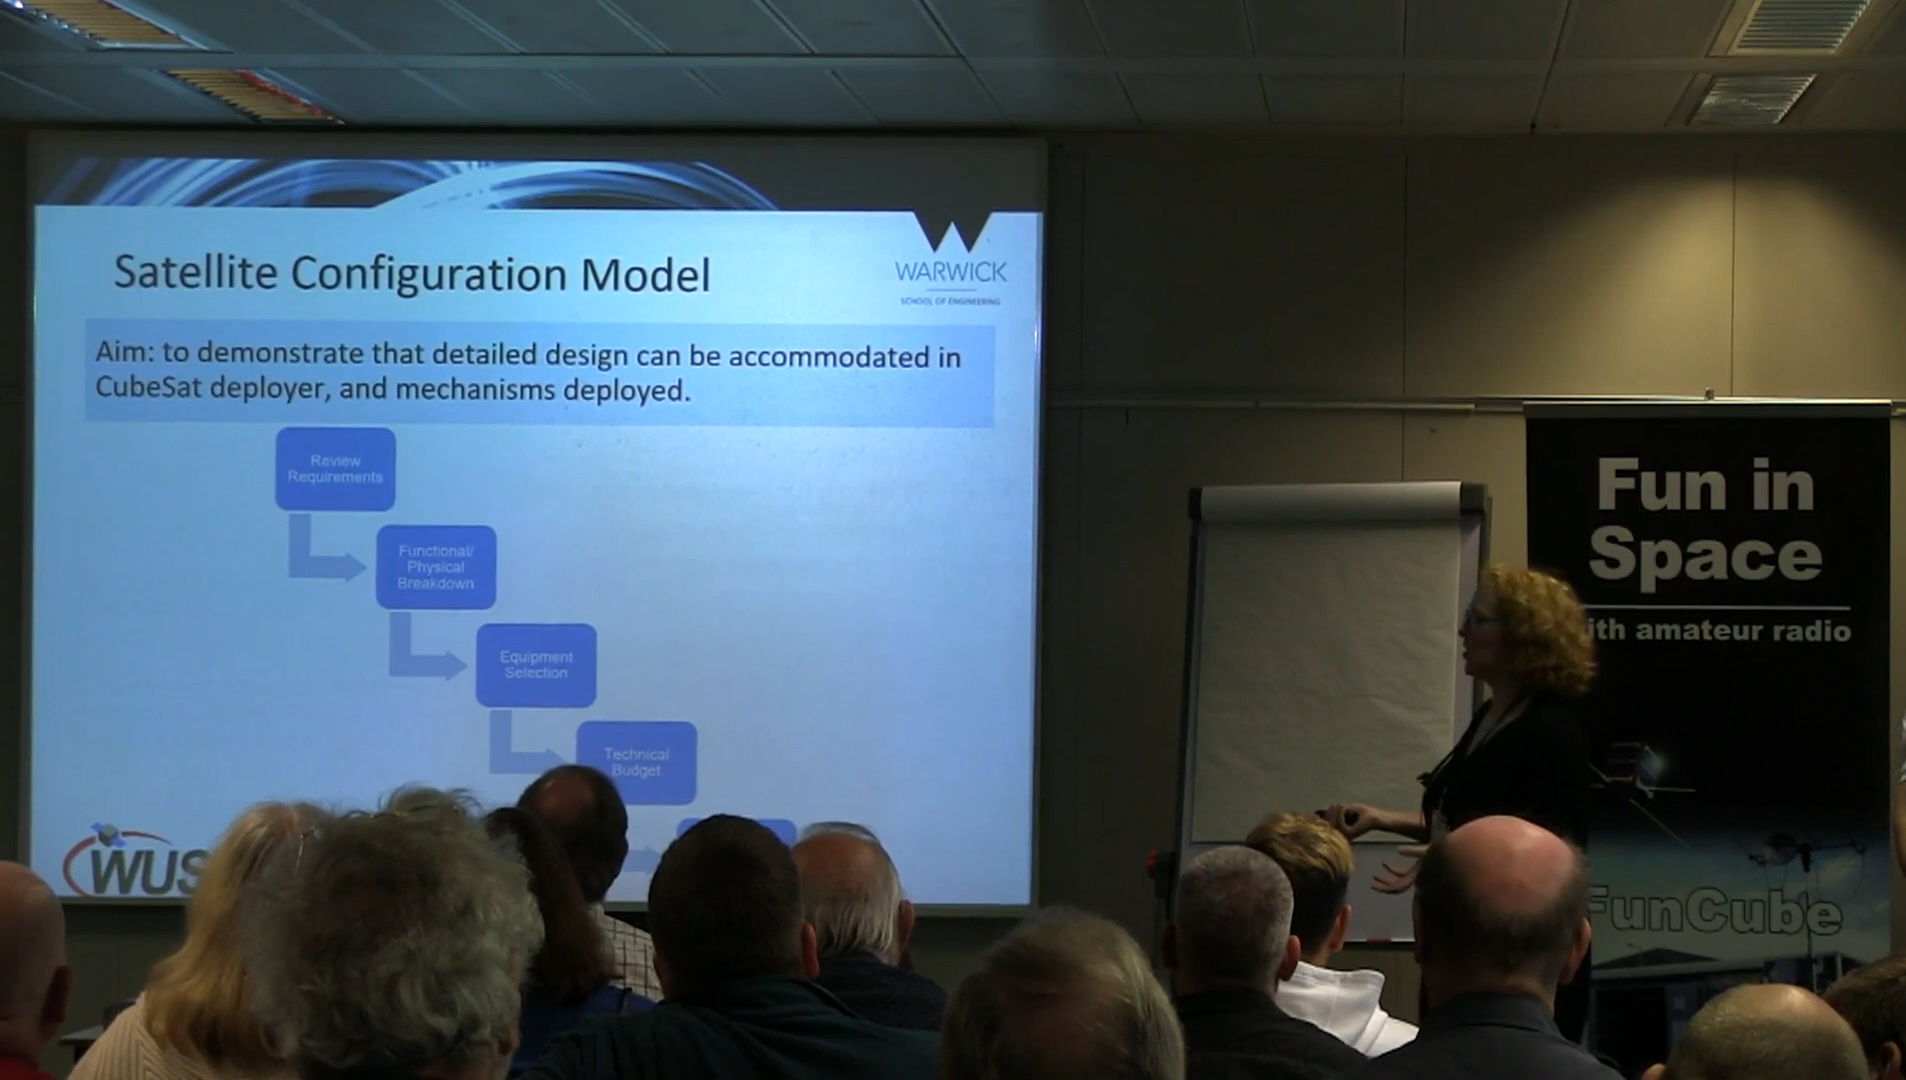 Satellite Configuration Model
WARWICK
SCHOOL OF ENGINEERING
Aim: to demonstrate that detailed design can be accommodated in
CubeSat deployer, and mechanisms deployed.
Review
Requirements
Functional/
Physical
Breakdown
Equipment
Selection
Technical
Budget
WUS
Fun in
Space
ith amateur radio
FunCube